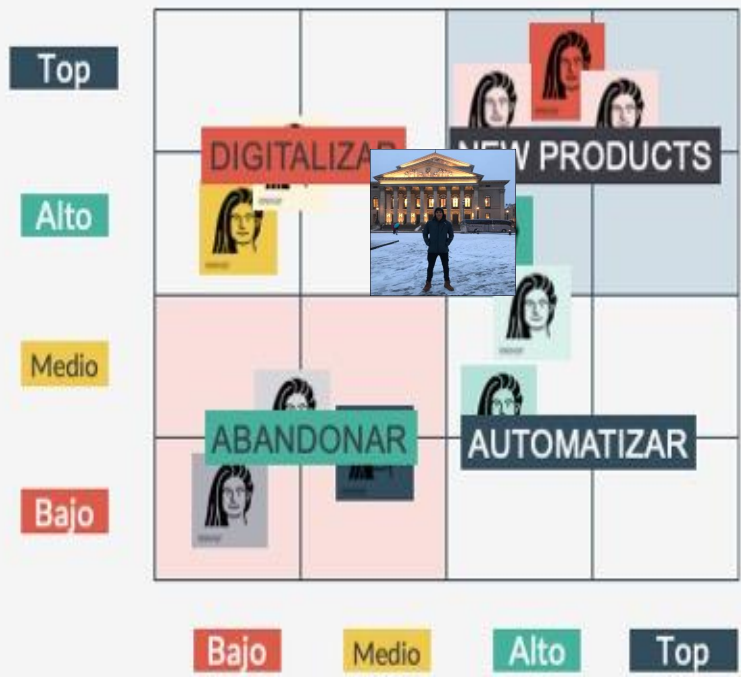 Top
DIGITALIZAR
NEW PRODUCTS
Alto
Medio
ABANDONAR
AUTOMATIZAR
Bajo
Bajo
Medio
Alto
Top